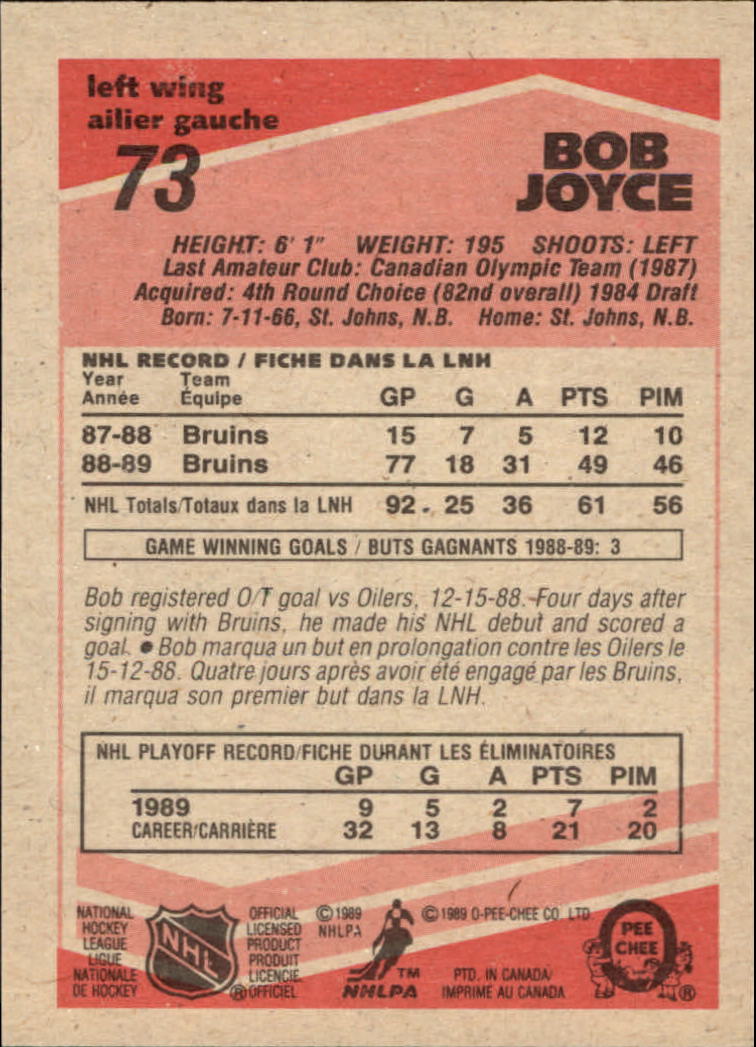 left wing
ailier gauche
73
BOB
JOYCE
HEIGHT: 6' 1" WEIGHT: 195 SHOOTS: LEFT
Last Amateur Club: Canadian Olympic Team (1987)
Acquired: 4th Round Choice (82nd overall) 1984 Draft
Born: 7-11-66, St. Johns, N.B. Home: St. Johns, N.B.
NHL RECORD / FICHE DANS LA LNH
Year Team
Année Équipe GP G A PTS PIM
87-88 Bruins 15 7 5 12 10
88-89 Bruins 77 18 31 49 46
NHL Totals/Totaux dans la LNH 92 25 36 61 56
GAME WINNING GOALS / BUTS GAGNANTS 1988-89: 3
Bob registered O/T goal vs Oilers, 12-15-88. Four days after
signing with Bruins, he made his NHL debut and scored a
goal. ● Bob marqua un but en prolongation contre les Oilers le
15-12-88. Quatre jours après avoir été engagé par les Bruins,
il marqua son premier but dans la LNH.
NHL PLAYOFF RECORD/FICHE DURANT LES ÉLIMINATOIRES
GP G A PTS PIM
1989 9 5 2 7 2
CAREER/CARRIÈRE 32 13 8 21 20
NATIONAL
HOCKEY
LEAGUE
LIGUE
NATIONALE
DE HOCKEY
NHL
OFFICIAL
LICENSED
PRODUCT
PRODUIT
LICENCIE
® OFFICIEL
© 1989
NHLPA
TM
NHLPA
© 1989 O-PEE-CHEE CO. LTD.
PTD. IN CANADA/
IMPRIMÉ AU CANADA
O
PEE
CHEE
®